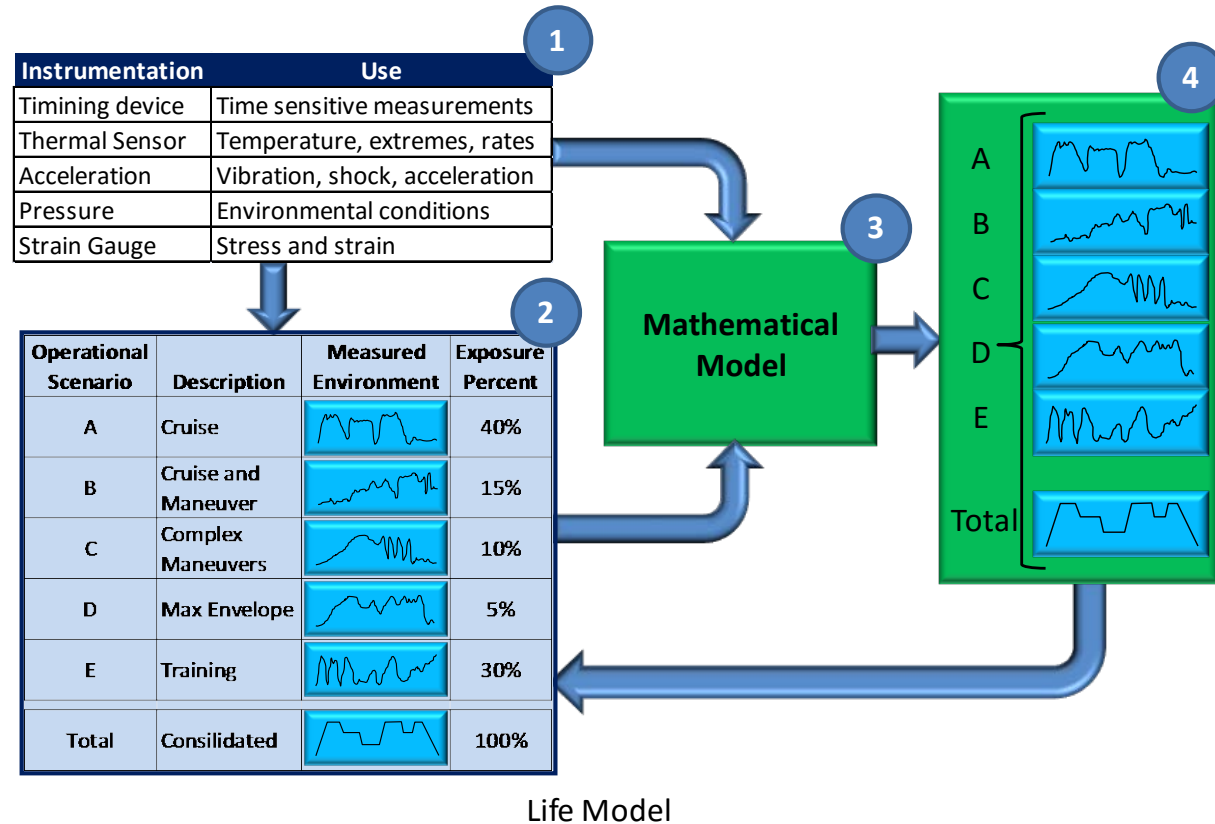 1
Instrumentation Use
Timining device Time sensitive measurements
Thermal Sensor Temperature, extremes, rates
Acceleration Vibration, shock, acceleration
Pressure Environmental conditions
Strain Gauge Stress and strain
2
Operational Measured Exposure
Scenario Description Environment Percent
A Cruise 40%
Cruise and
B 15%
Maneuver
Complex
C 10%
Maneuvers
D Max Envelope 5%
E Training 30%
Total Consilidated 100%
3
Mathematical
Model
4
A
B
C
D
E
Total
Life Model